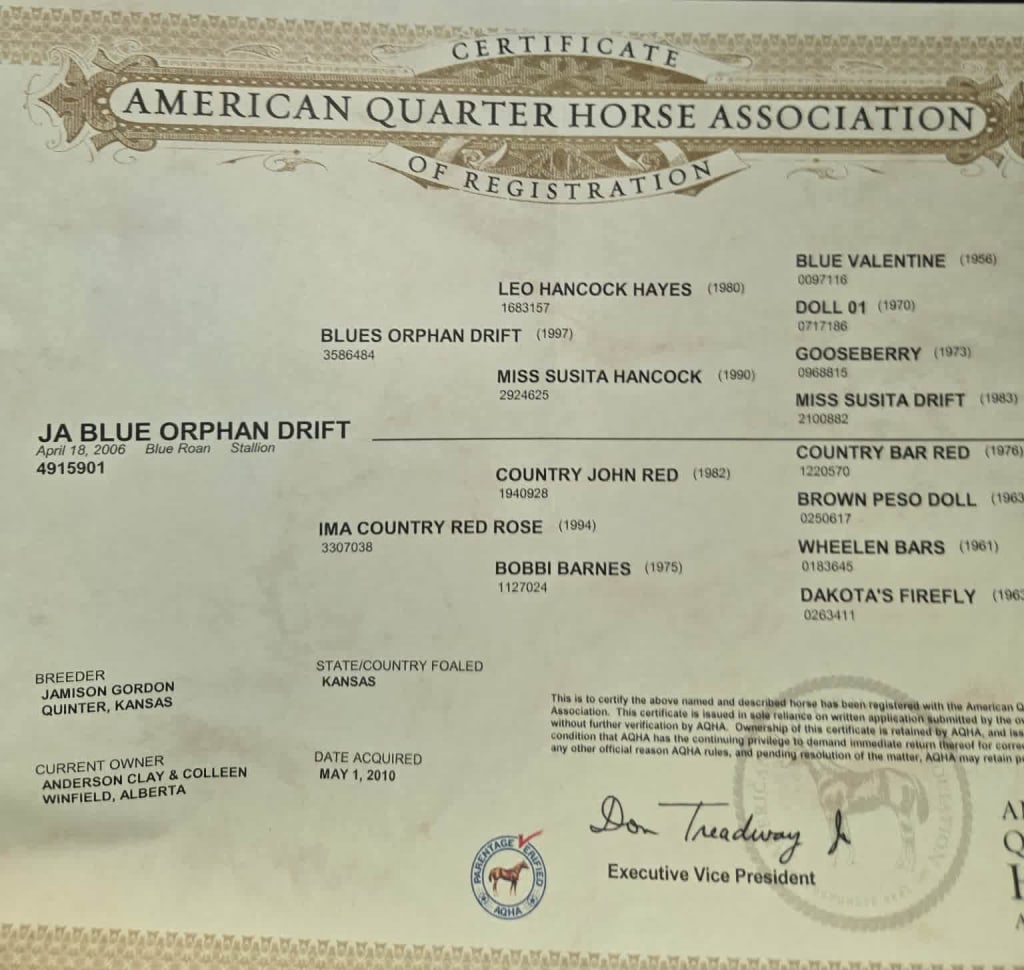 CERTIFICATE
AMERICAN QUARTER HORSE ASSOCIATION
OF REGISTRATION
BLUE VALENTINE (1956)
0097116
LEO HANCOCK HAYES (1980)
1683157
DOLL 01 (1970)
0717186
BLUES ORPHAN DRIFT (1997)
3586484
GOOSEBERRY (1973)
0968815
MISS SUSITA HANCOCK (1990)
2924625
MISS SUSITA DRIFT (1983)
2100882
JA BLUE ORPHAN DRIFT
April 18, 2006 Blue Roan Stallion
4915901
COUNTRY BAR RED (1976)
1220570
COUNTRY JOHN RED (1982)
1940928
BROWN PESO DOLL (1963
0250617
IMA COUNTRY RED ROSE (1994)
3307038
WHEELEN BARS (1961)
0183645
BOBBI BARNES (1975)
1127024
DAKOTA'S FIREFLY (1963
0263411
BREEDER
JAMISON GORDON
QUINTER, KANSAS
STATE/COUNTRY FOALED
KANSAS
CURRENT OWNER
ANDERSON CLAY & COLLEEN
WINFIELD, ALBERTA
DATE ACQUIRED
MAY 1, 2010
This is to certify the above named and described horse has been registered with the American Q
Association. This certificate is issued in sole reliance on written application submitted by the ow
without further verification by AQHA. Ownership of this certificate is retained by AQHA, and iss
condition that AQHA has the continuing privilege to demand immediate return thereof for correc
any other official reason AQHA rules, and pending resolution of the matter, AQHA may retain p
Don Treadway Jr
Executive Vice President
PARENTAGE VERIFIED
AQHA